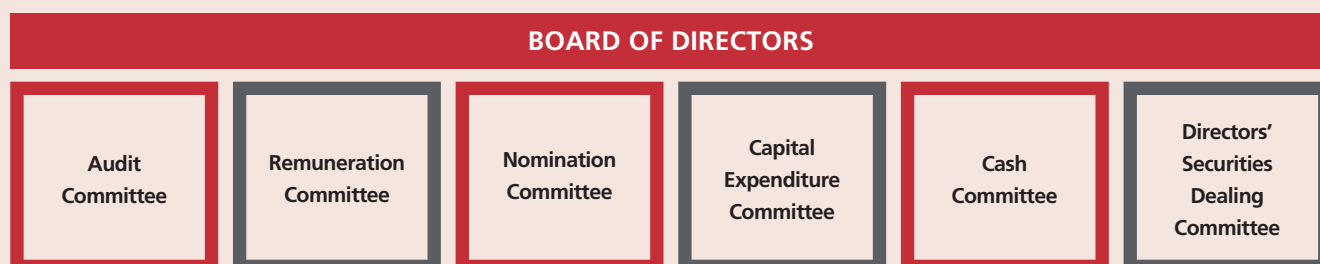 BOARD OF DIRECTORS
Audit
Committee
Remuneration
Committee
Nomination
Committee
Capital
Expenditure
Committee
Cash
Committee
Directors’
Securities
Dealing
Committee